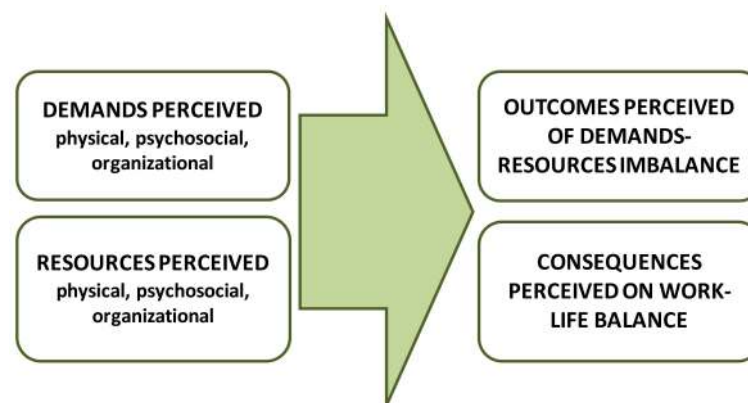 DEMANDS PERCEIVED
physical, psychosocial,
organizational
RESOURCES PERCEIVED
physical, psychosocial,
organizational
OUTCOMES PERCEIVED
OF DEMANDS-
RESOURCES IMBALANCE
CONSEQUENCES
PERCEIVED ON WORK-
LIFE BALANCE